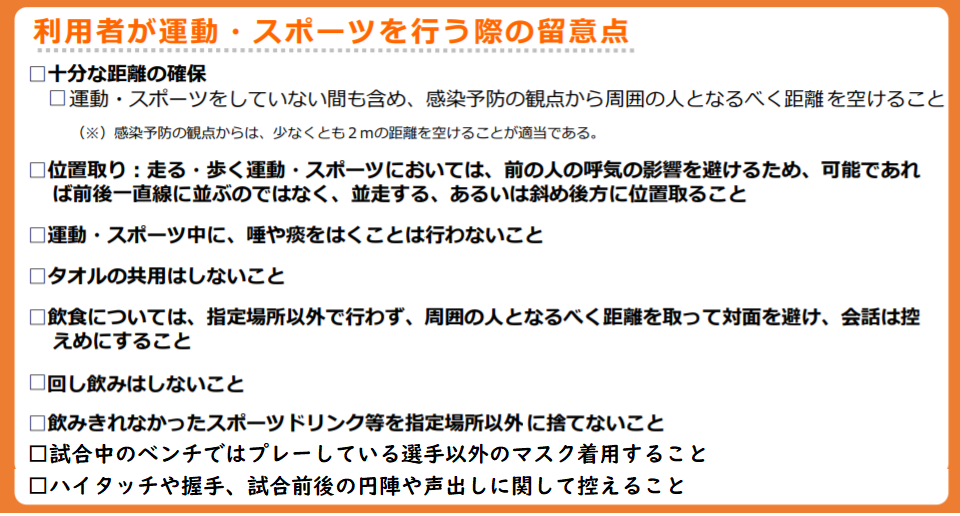 利用者が運動・スポーツを行う際の留意点
□十分な距離の確保
□運動・スポーツをしていない間も含め、感染予防の観点から周囲の人となるべく距離を空けること
（※）感染予防の観点からは、少なくとも２ｍの距離を空けることが適当である。
□位置取り：走る・歩く運動・スポーツにおいては、前の人の呼気の影響を避けるため、可能であれ
ば前後一直線に並ぶのではなく、並走する、あるいは斜め後方に位置取ること
□運動・スポーツ中に、唾や痰をはくことは行わないこと
□タオルの共用はしないこと
□飲食については、指定場所以外で行わず、周囲の人となるべく距離を取って対面を避け、会話は控
えめにすること
□回し飲みはしないこと
□飲みきれなかったスポーツドリンク等を指定場所以外に捨てないこと
□試合中のベンチではプレーしている選手以外のマスク着用すること
□ハイタッチや握手、試合前後の円陣や声出しに関して控えること